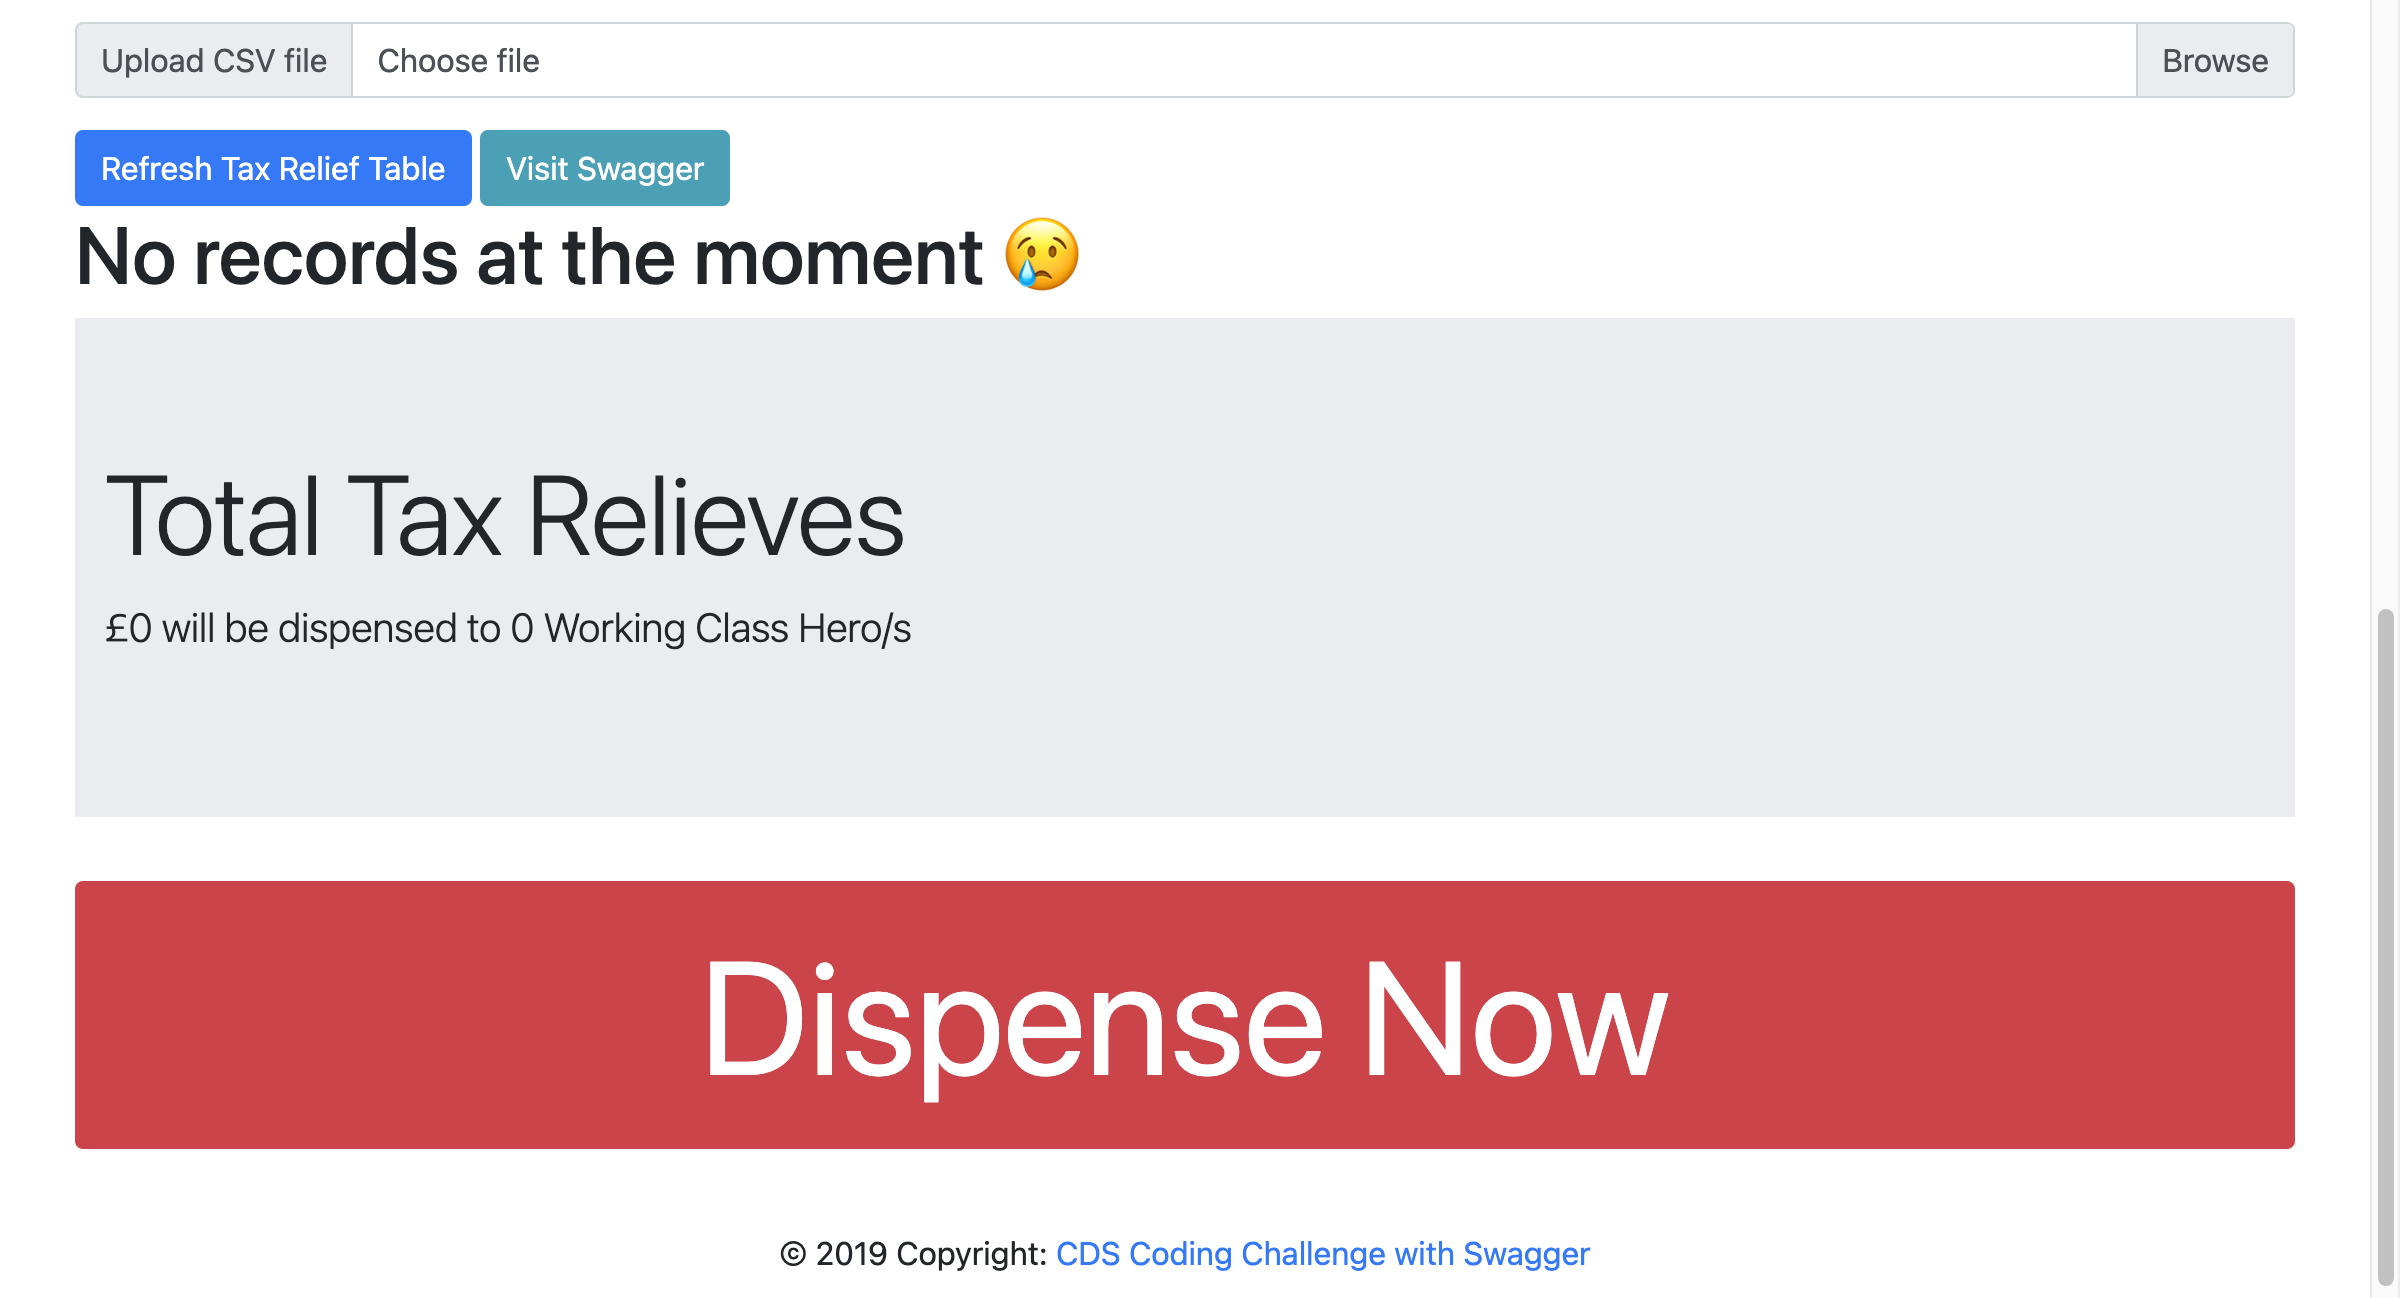 Upload CSV file Choose file Browse
Refresh Tax Relief Table Visit Swagger
No records at the moment 😢
Total Tax Relieves
£0 will be dispensed to 0 Working Class Hero/s
Dispense Now
© 2019 Copyright: CDS Coding Challenge with Swagger